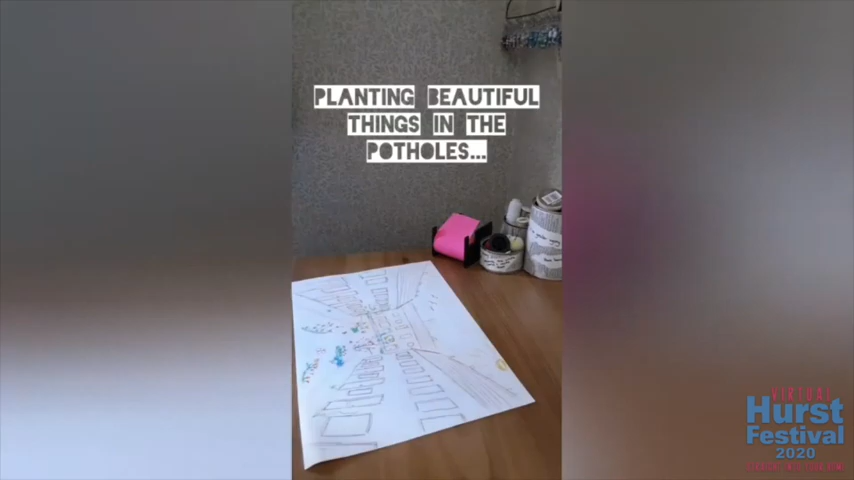 PLANTING BEAUTIFUL
THINGS IN THE
POTHOLES...
VIRTUAL
Hurst
Festival
2020